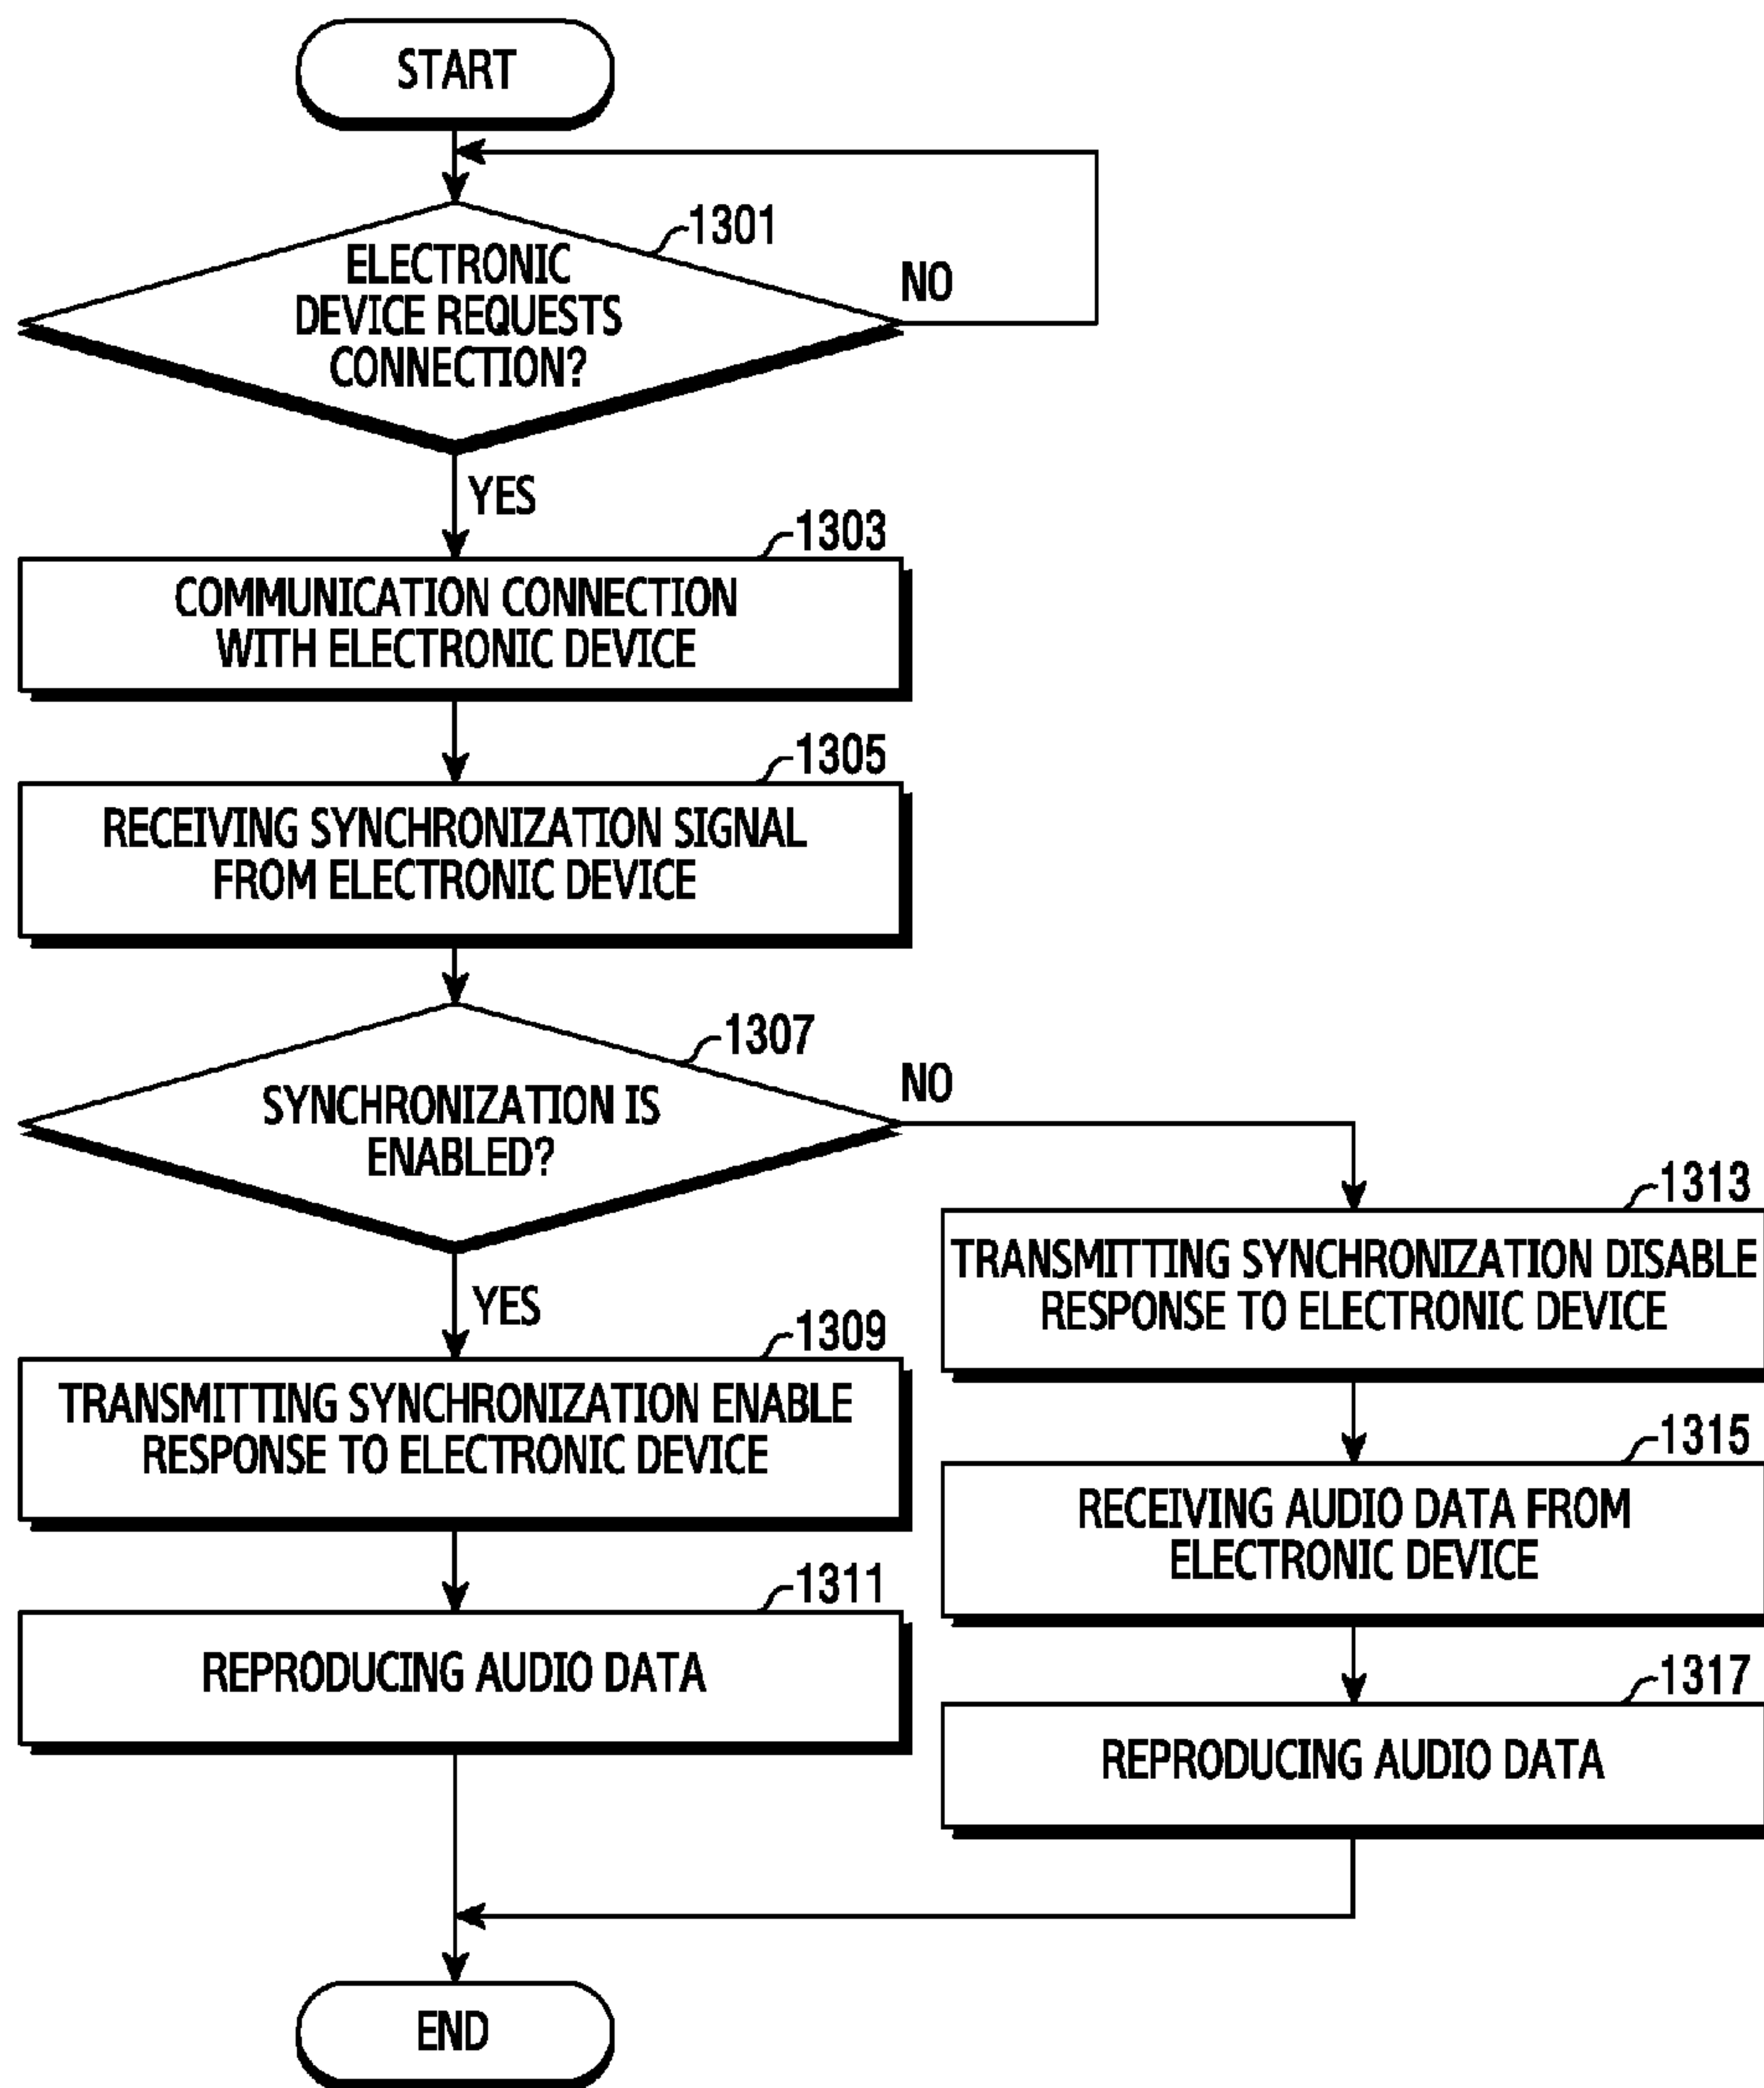 START
1301
ELECTRONIC
DEVICE REQUESTS
CONNECTION?
NO
YES
1303
COMMUNICATION CONNECTION
WITH ELECTRONIC DEVICE
1305
RECEIVING SYNCHRONIZATION SIGNAL
FROM ELECTRONIC DEVICE
1307
SYNCHRONIZATION IS
ENABLED?
NO
YES
1309
TRANSMITTING SYNCHRONIZATION ENABLE
RESPONSE TO ELECTRONIC DEVICE
1311
REPRODUCING AUDIO DATA
1313
TRANSMITTING SYNCHRONIZATION DISABLE
RESPONSE TO ELECTRONIC DEVICE
1315
RECEIVING AUDIO DATA FROM
ELECTRONIC DEVICE
1317
REPRODUCING AUDIO DATA
END